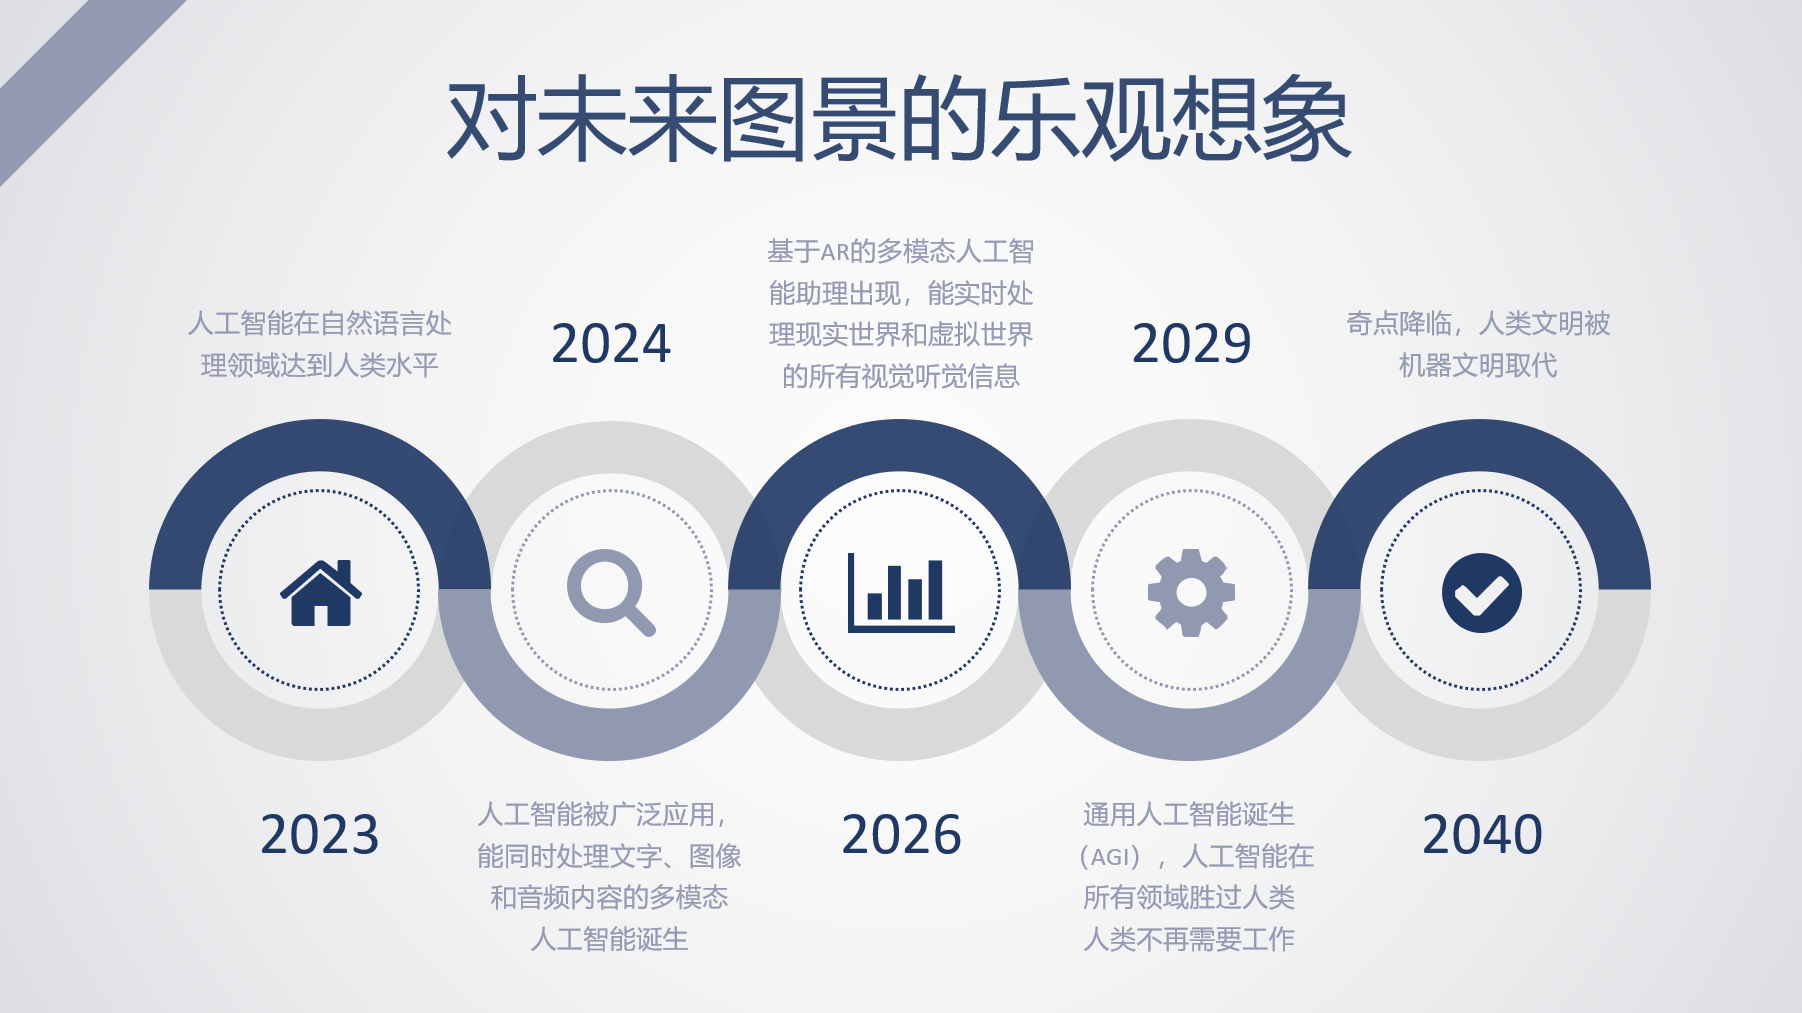 对未来图景的乐观想象
人工智能在自然语言处
理领域达到人类水平
2023
2024
人工智能被广泛应用，
能同时处理文字、图像
和音频内容的多模态
人工智能诞生
基于AR的多模态人工智
能助理出现，能实时处
理现实世界和虚拟世界
的所有视觉听觉信息
2026
2029
通用人工智能诞生
（AGI），人工智能在
所有领域胜过人类
人类不再需要工作
奇点降临，人类文明被
机器文明取代
2040